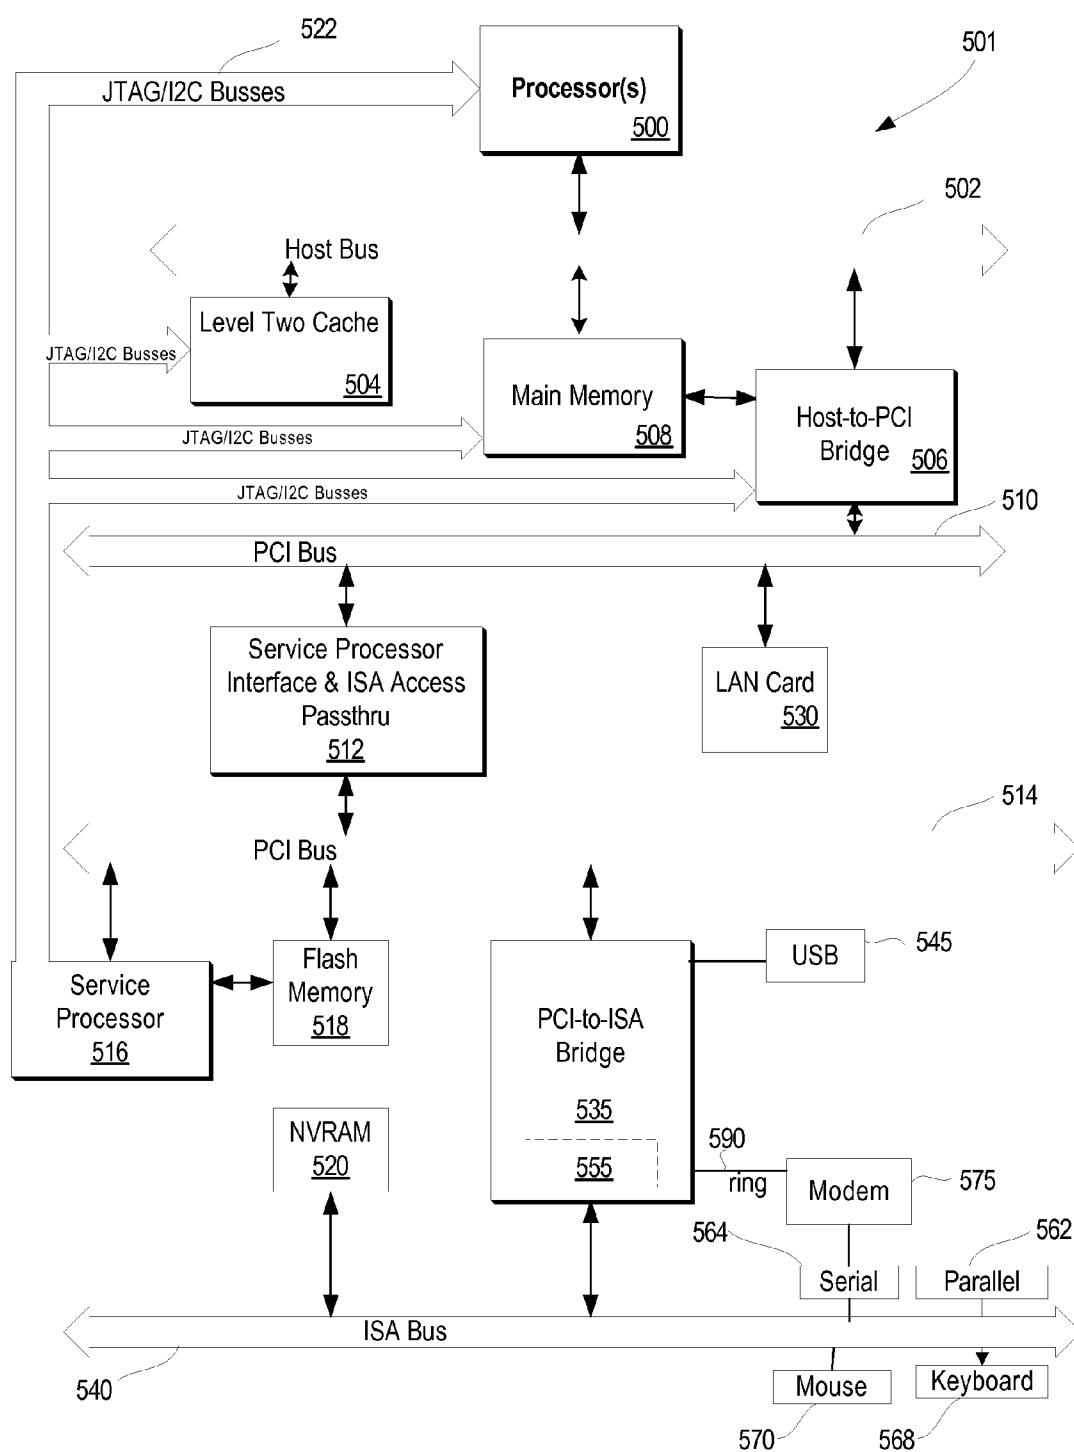 522
JTAG/I2C Busses
Processor(s)
500
501
502
Host Bus
Level Two Cache
504
JTAG/I2C Busses
Main Memory
508
Host-to-PCI
Bridge
506
JTAG/I2C Busses
JTAG/I2C Busses
510
PCI Bus
Service Processor
Interface & ISA Access
Passthru
512
LAN Card
530
514
PCI Bus
Service
Processor
516
Flash
Memory
518
PCI-to-ISA
Bridge
535
555
USB
545
NVRAM
520
590
ring
Modem
575
564
562
Serial
Parallel
ISA Bus
540
Mouse
Keyboard
570
568